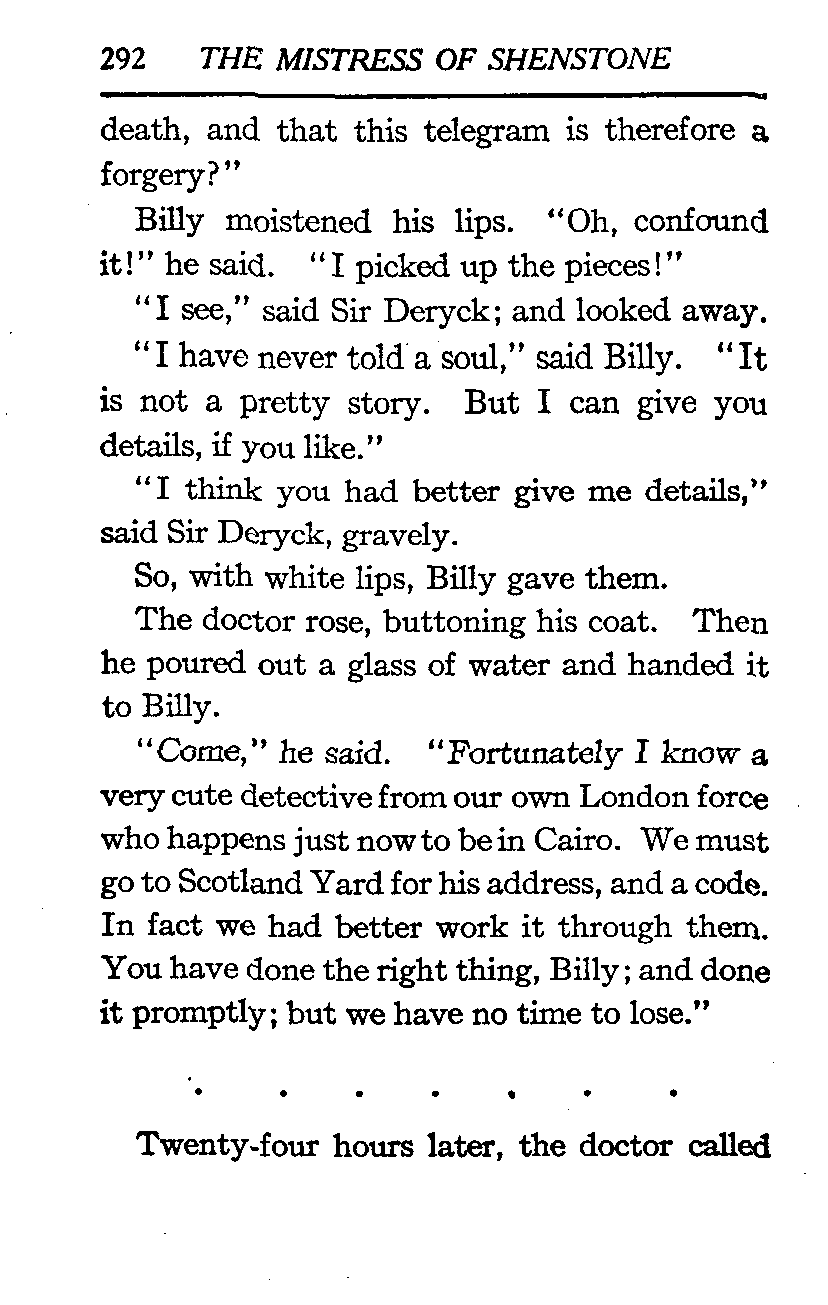 292 THE MISTRESS OF SHENSTONE
death, and that this telegram is therefore a
forgery?"
Billy moistened his lips. "Oh, confound
it!" he said. "I picked up the pieces!"
"I see," said Sir Deryck; and looked away.
"I have never told a soul," said Billy. "It
is not a pretty story. But I can give you
details, if you like."
"I think you had better give me details,"
said Sir Deryck, gravely.
So, with white lips, Billy gave them.
The doctor rose, buttoning his coat. Then
he poured out a glass of water and handed it
to Billy.
"Come," he said. "Fortunately I know a
very cute detective from our own London force
who happens just now to be in Cairo. We must
go to Scotland Yard for his address, and a code.
In fact we had better work it through them.
You have done the right thing, Billy; and done
it promptly; but we have no time to lose."
. . . . . . .
Twenty-four hours later, the doctor called